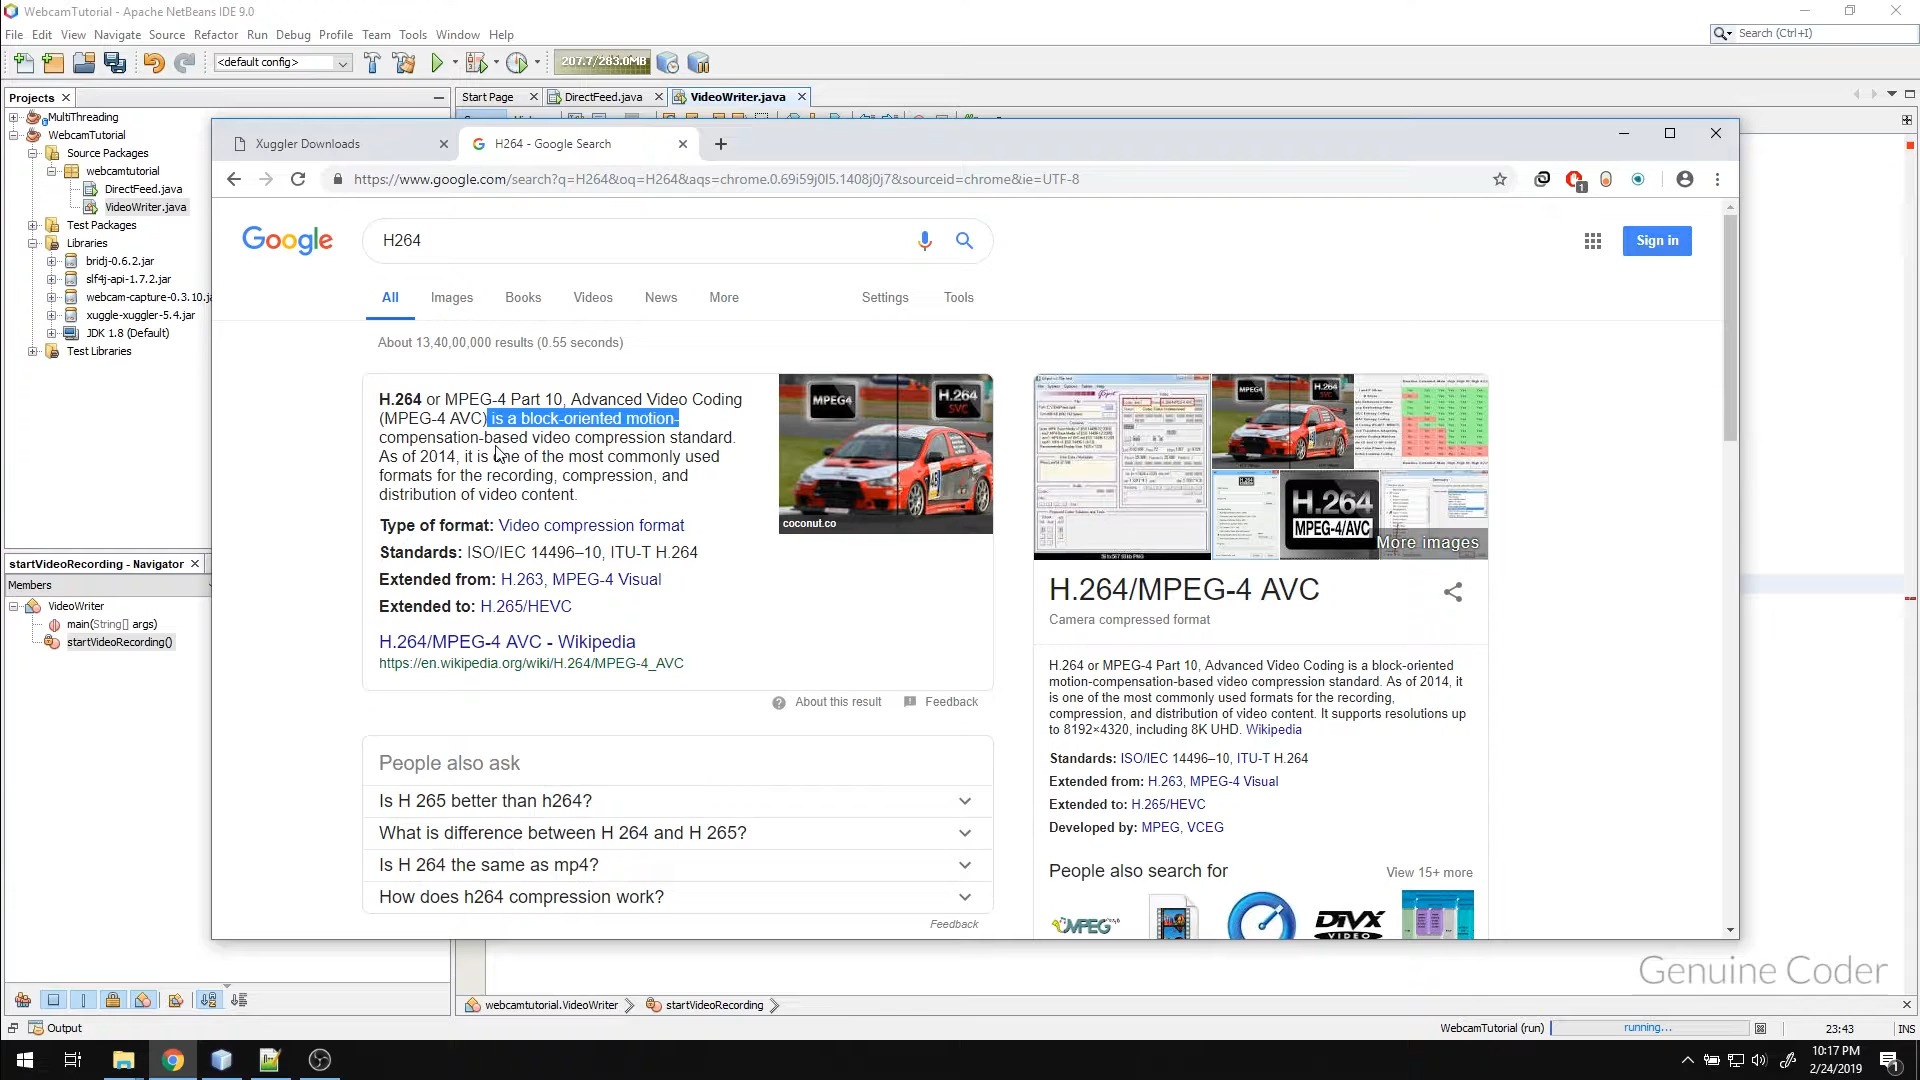 WebcamTutorial - Apache NetBeans IDE 9.0
File Edit View Navigate Source Refactor Run Debug Profile Team Tools Window Help
Search (Ctrl+I)
<default config>
207.7/283.0MB
Projects
Start Page
DirectFeed.java
VideoWriter.java
MultiThreading
WebcamTutorial
Source Packages
webcamtutorial
DirectFeed.java
VideoWriter.java
Test Packages
Libraries
bridj-0.6.2.jar
slf4j-api-1.7.2.jar
webcam-capture-0.3.10.ja
xuggle-xuggler-5.4.jar
JDK 1.8 (Default)
Test Libraries
startVideoRecording - Navigator
Members
VideoWriter
main(String[] args)
startVideoRecording()
Xuggler Downloads
H264 - Google Search
https://www.google.com/search?q=H264&oq=H264&aqs=chrome.0.69i59j0l5.1408j0j7&sourceid=chrome&ie=UTF-8
1
Google
H264
Sign in
All Images Books Videos News More Settings Tools
About 13,40,00,000 results (0.55 seconds)
H.264 or MPEG-4 Part 10, Advanced Video Coding
(MPEG-4 AVC) is a block-oriented motion-
compensation-based video compression standard.
As of 2014, it is one of the most commonly used
formats for the recording, compression, and
distribution of video content.
MPEG4
H.264
SVC
coconut.co
Type of format: Video compression format
Standards: ISO/IEC 14496–10, ITU-T H.264
Extended from: H.263, MPEG-4 Visual
Extended to: H.265/HEVC
H.264/MPEG-4 AVC - Wikipedia
https://en.wikipedia.org/wiki/H.264/MPEG-4_AVC
About this result
Feedback
People also ask
Is H 265 better than h264?
What is difference between H 264 and H 265?
Is H 264 the same as mp4?
How does h264 compression work?
Feedback
MPEG4
H.264
H.264
MPEG-4/AVC
More images
H.264/MPEG-4 AVC
Camera compressed format
H.264 or MPEG-4 Part 10, Advanced Video Coding is a block-oriented
motion-compensation-based video compression standard. As of 2014, it
is one of the most commonly used formats for the recording,
compression, and distribution of video content. It supports resolutions up
to 8192×4320, including 8K UHD. Wikipedia
Standards: ISO/IEC 14496–10, ITU-T H.264
Extended from: H.263, MPEG-4 Visual
Extended to: H.265/HEVC
Developed by: MPEG, VCEG
People also search for
View 15+ more
MPEG
DIVX
VIDEO
Genuine Coder
webcamtutorial.VideoWriter
startVideoRecording
Output
WebcamTutorial (run)
running...
23:43
INS
10:17 PM
2/24/2019
1